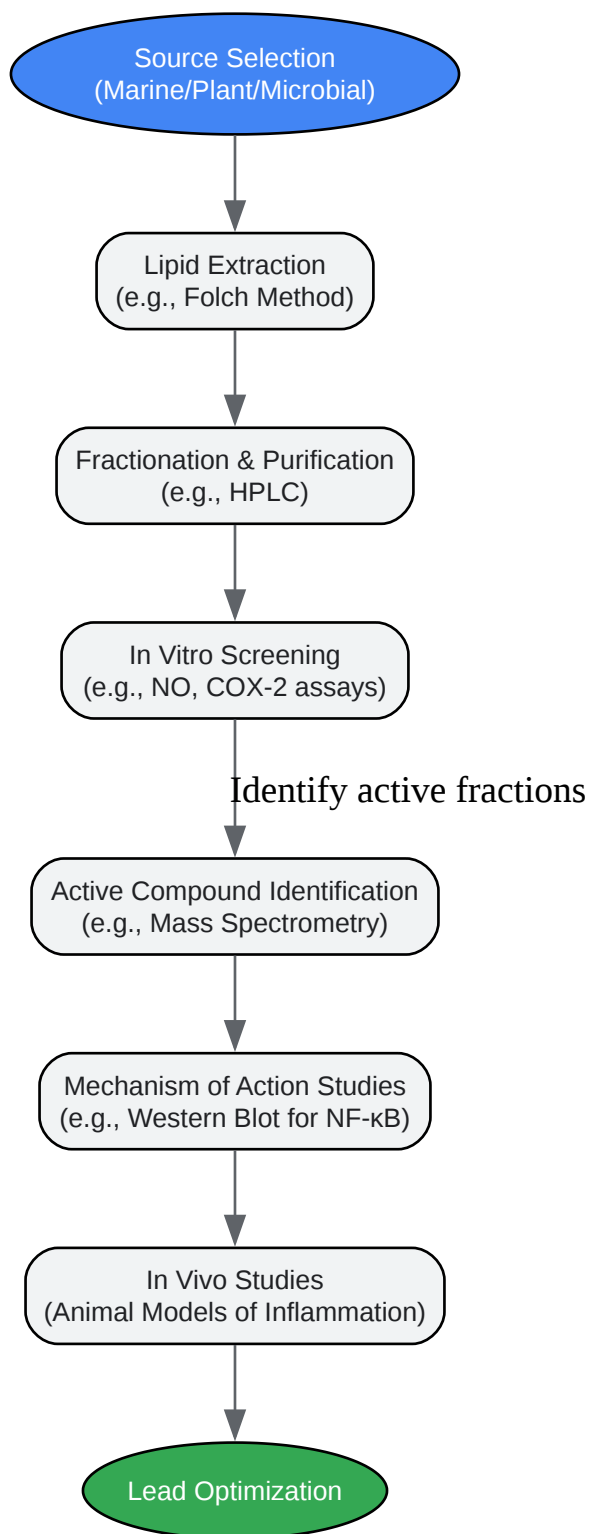 Source Selection
(Marine/Plant/Microbial)
Lipid Extraction
(e.g., Folch Method)
Fractionation & Purification
(e.g., HPLC)
In Vitro Screening
(e.g., NO, COX-2 assays)
Identify active fractions
Active Compound Identification
(e.g., Mass Spectrometry)
Mechanism of Action Studies
(e.g., Western Blot for NF-κB)
In Vivo Studies
(Animal Models of Inflammation)
Lead Optimization